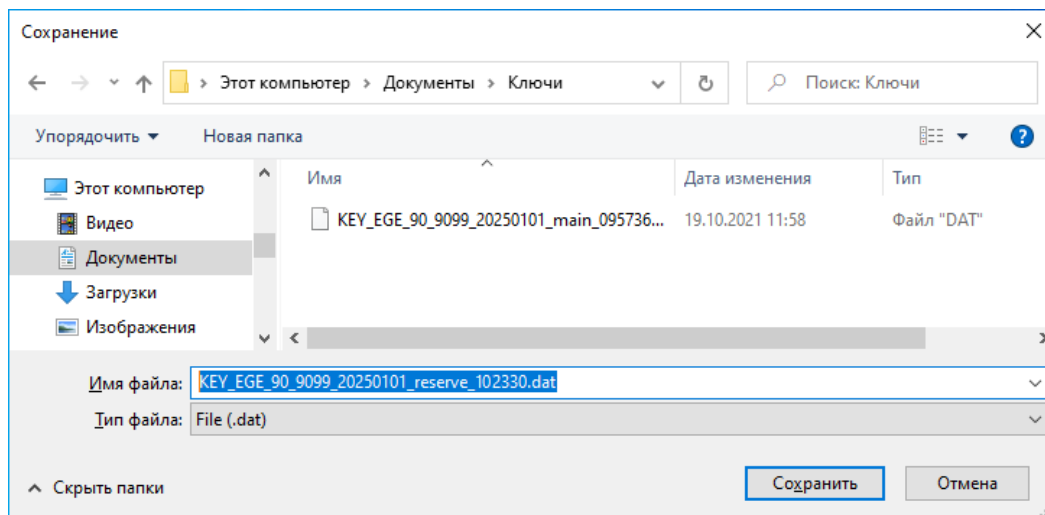 Сохранение
Этот компьютер > Документы > Ключи
Поиск: Ключи
Упорядочить
Новая папка
?
Этот компьютер
Видео
Документы
Загрузки
Изображения
Имя
Дата изменения
Тип
KEY_EGE_90_9099_20250101_main_095736...
19.10.2021 11:58
Файл "DAT"
Имя файла:
KEY_EGE_90_9099_20250101_reserve_102330.dat
Тип файла:
File (.dat)
Скрыть папки
Сохранить
Отмена